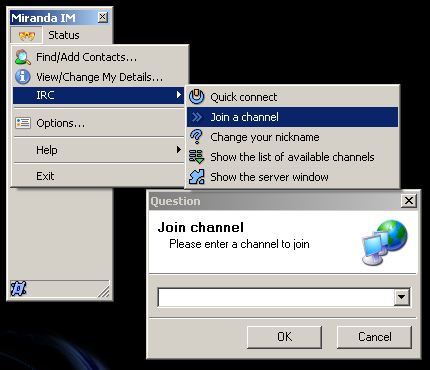 Miranda IM
Status
Find/Add Contacts...
View/Change My Details...
IRC
Options...
Help
Exit
Quick connect
Join a channel
Change your nickname
Show the list of available channels
Show the server window
Question
Join channel
Please enter a channel to join
OK
Cancel